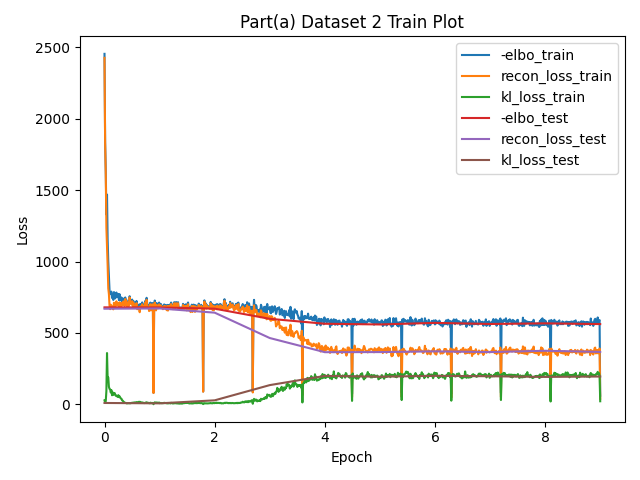 Part(a) Dataset 2 Train Plot
2500
2000
1500
1000
500
0
Loss
-elbo_train
recon_loss_train
kl_loss_train
-elbo_test
recon_loss_test
kl_loss_test
0 2 4 6 8
Epoch